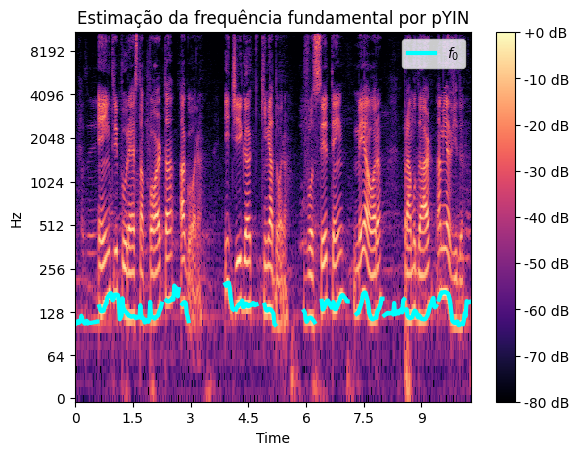 Estimação da frequência fundamental por pYIN
f0
Hz
8192
4096
2048
1024
512
256
128
64
0
0 1.5 3 4.5 6 7.5 9
Time
+0 dB
-10 dB
-20 dB
-30 dB
-40 dB
-50 dB
-60 dB
-70 dB
-80 dB